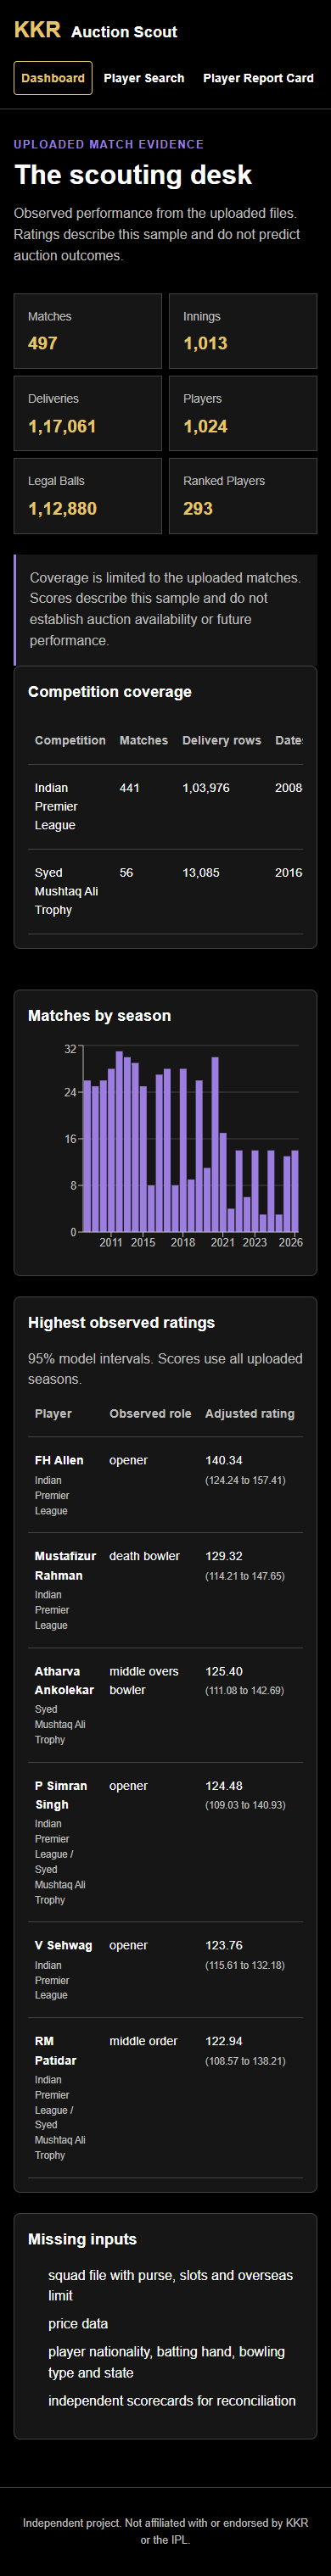 KKR Auction Scout
Dashboard Player Search Player Report Card
UPLOADED MATCH EVIDENCE
The scouting desk
Observed performance from the uploaded files.
Ratings describe this sample and do not predict
auction outcomes.
Matches
497
Innings
1,013
Deliveries
1,17,061
Players
1,024
Legal Balls
1,12,880
Ranked Players
293
Coverage is limited to the uploaded matches.
Scores describe this sample and do not
establish auction availability or future
performance.
Competition coverage
Competition Matches Delivery rows Dates
Indian
Premier
League
441 1,03,976 2008
Syed
Mushtaq Ali
Trophy
56 13,085 2016
Matches by season
32
24
16
8
0
2011 2015 2018 2021 2023 2026
Highest observed ratings
95% model intervals. Scores use all uploaded
seasons.
Player Observed role Adjusted rating
FH Allen
Indian
Premier
League
opener
140.34
(124.24 to 157.41)
Mustafizur
Rahman
Indian
Premier
League
death bowler
129.32
(114.21 to 147.65)
Atharva
Ankolekar
Syed
Mushtaq Ali
Trophy
middle overs
bowler
125.40
(111.08 to 142.69)
P Simran
Singh
Indian
Premier
League /
Syed
Mushtaq Ali
Trophy
opener
124.48
(109.03 to 140.93)
V Sehwag
Indian
Premier
League
opener
123.76
(115.61 to 132.18)
RM
Patidar
Indian
Premier
League /
Syed
Mushtaq Ali
Trophy
middle order
122.94
(108.57 to 138.21)
Missing inputs
squad file with purse, slots and overseas
limit
price data
player nationality, batting hand, bowling
type and state
independent scorecards for reconciliation
Independent project. Not affiliated with or endorsed by KKR
or the IPL.